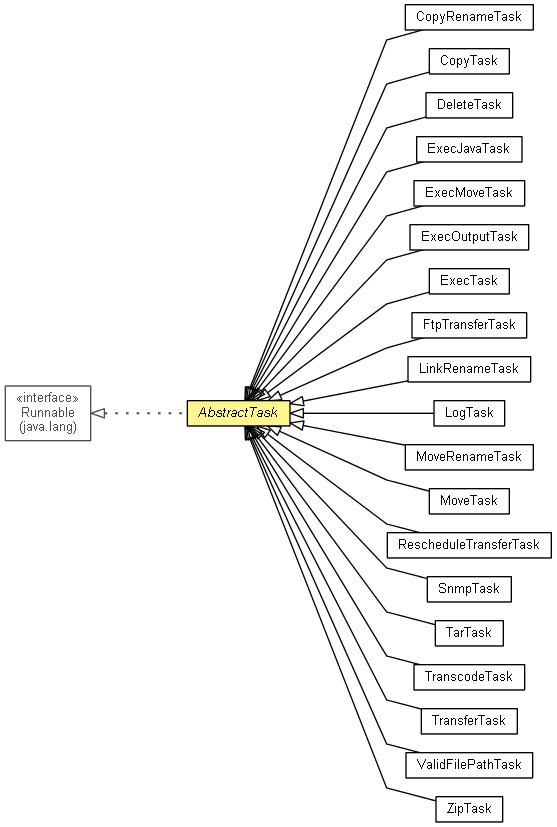 CopyRenameTask
CopyTask
DeleteTask
ExecJavaTask
ExecMoveTask
ExecOutputTask
ExecTask
FtpTransferTask
LinkRenameTask
«interface»
Runnable
(java.lang)
AbstractTask
LogTask
MoveRenameTask
MoveTask
RescheduleTransferTask
SnmpTask
TarTask
TranscodeTask
TransferTask
ValidFilePathTask
ZipTask